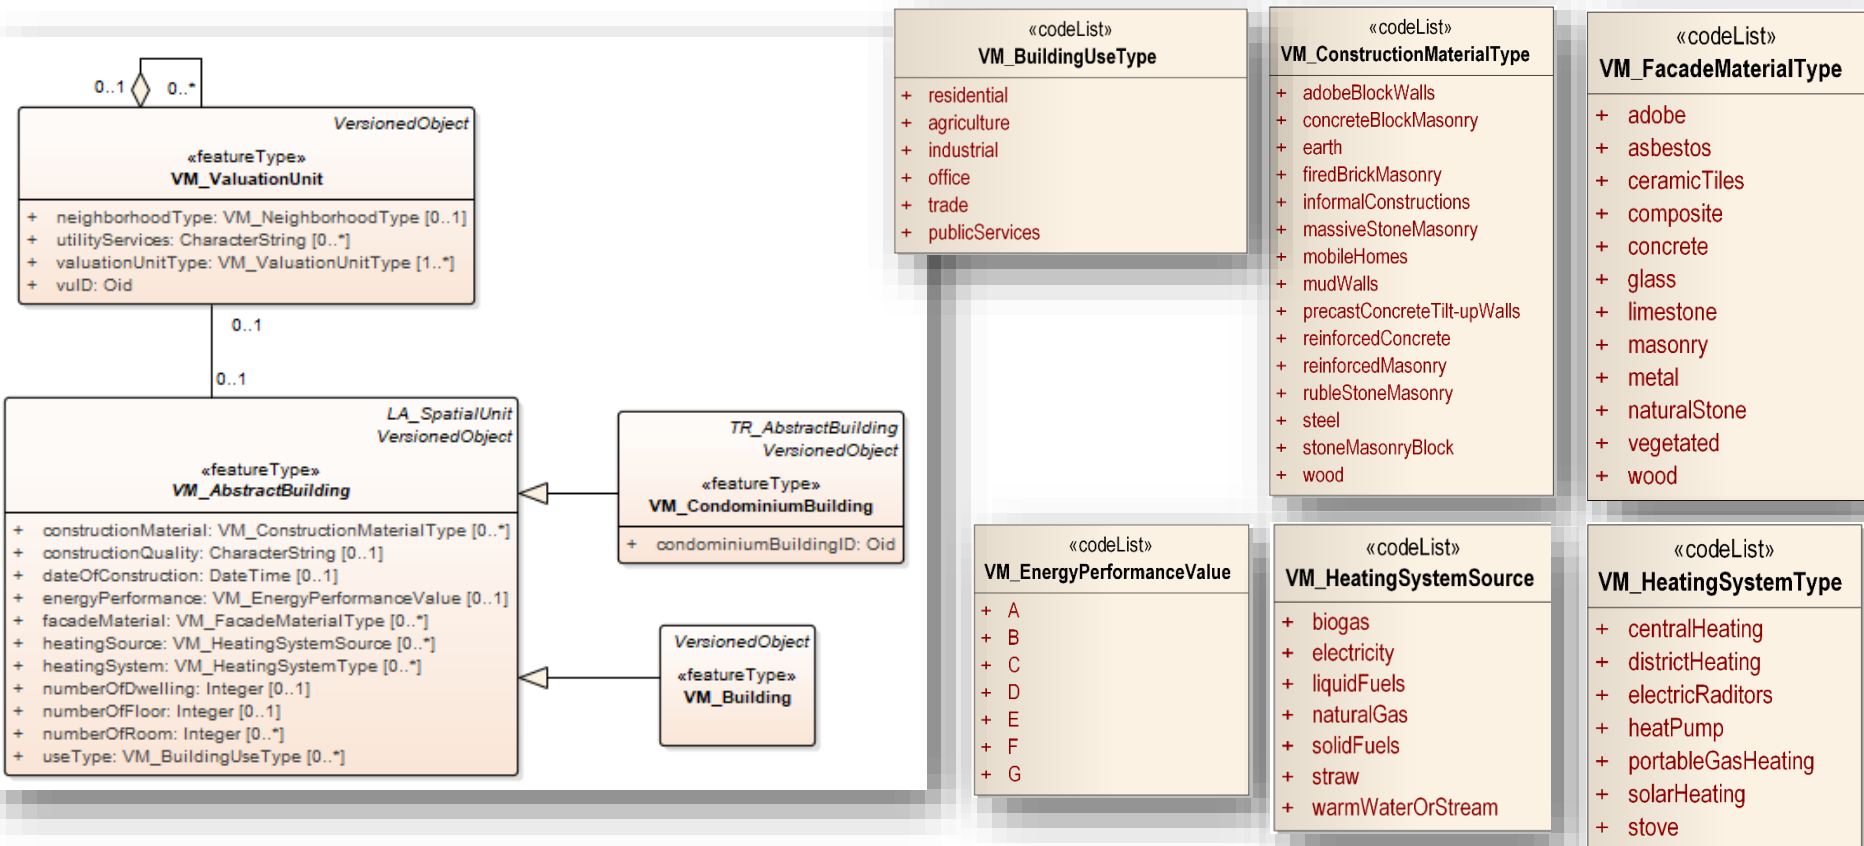 0..1
0..*
VersionedObject
«featureType»
VM_ValuationUnit
+ neighborhoodType: VM_NeighborhoodType [0..1]
+ utilityServices: CharacterString [0..*]
+ valuationUnitType: VM_ValuationUnitType [1..*]
+ vuID: Oid
0..1
0..1
LA_SpatialUnit
VersionedObject
«featureType»
VM_AbstractBuilding
+ constructionMaterial: VM_ConstructionMaterialType [0..*]
+ constructionQuality: CharacterString [0..1]
+ dateOfConstruction: DateTime [0..1]
+ energyPerformance: VM_EnergyPerformanceValue [0..1]
+ facadeMaterial: VM_FacadeMaterialType [0..*]
+ heatingSource: VM_HeatingSystemSource [0..*]
+ heatingSystem: VM_HeatingSystemType [0..*]
+ numberOfDwelling: Integer [0..1]
+ numberOfFloor: Integer [0..1]
+ numberOfRoom: Integer [0..*]
+ useType: VM_BuildingUseType [0..*]
TR_AbstractBuilding
VersionedObject
«featureType»
VM_CondominiumBuilding
+ condominiumBuildingID: Oid
VersionedObject
«featureType»
VM_Building
«codeList»
VM_BuildingUseType
+ residential
+ agriculture
+ industrial
+ office
+ trade
+ publicServices
«codeList»
VM_ConstructionMaterialType
+ adobeBlockWalls
+ concreteBlockMasonry
+ earth
+ firedBrickMasonry
+ informalConstructions
+ massiveStoneMasonry
+ mobileHomes
+ mudWalls
+ precastConcreteTilt-upWalls
+ reinforcedConcrete
+ reinforcedMasonry
+ rubleStoneMasonry
+ steel
+ stoneMasonryBlock
+ wood
«codeList»
VM_FacadeMaterialType
+ adobe
+ asbestos
+ ceramicTiles
+ composite
+ concrete
+ glass
+ limestone
+ masonry
+ metal
+ naturalStone
+ vegetated
+ wood
«codeList»
VM_EnergyPerformanceValue
+ A
+ B
+ C
+ D
+ E
+ F
+ G
«codeList»
VM_HeatingSystemSource
+ biogas
+ electricity
+ liquidFuels
+ naturalGas
+ solidFuels
+ straw
+ warmWaterOrStream
«codeList»
VM_HeatingSystemType
+ centralHeating
+ districtHeating
+ electricRaditors
+ heatPump
+ portableGasHeating
+ solarHeating
+ stove